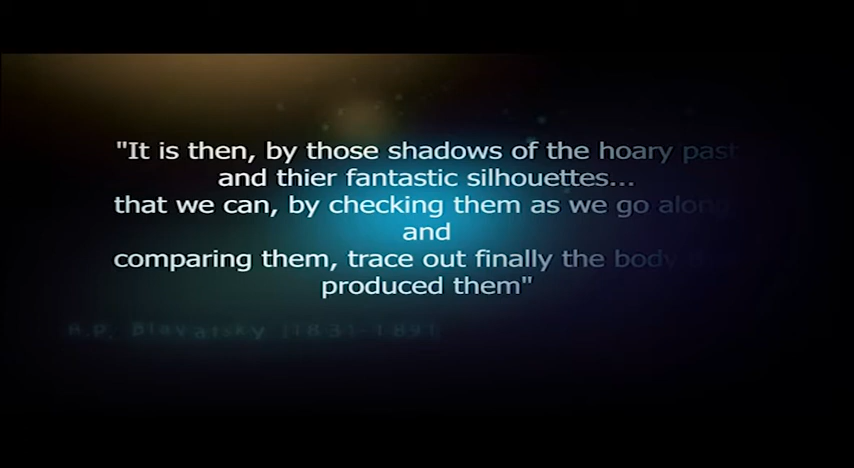 "It is then, by those shadows of the hoary past
and thier fantastic silhouettes...
that we can, by checking them as we go along
and
comparing them, trace out finally the body
produced them"
H.P. Blavatsky (1831-1891)